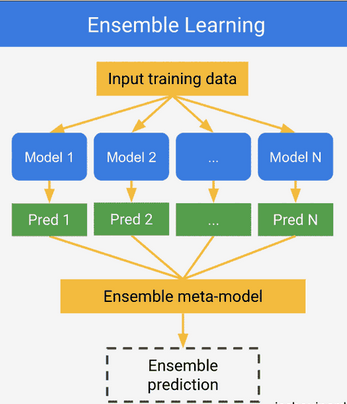 Ensemble Learning
Input training data
Model 1
Model 2
...
Model N
Pred 1
Pred 2
...
Pred N
Ensemble meta-model
Ensemble
prediction